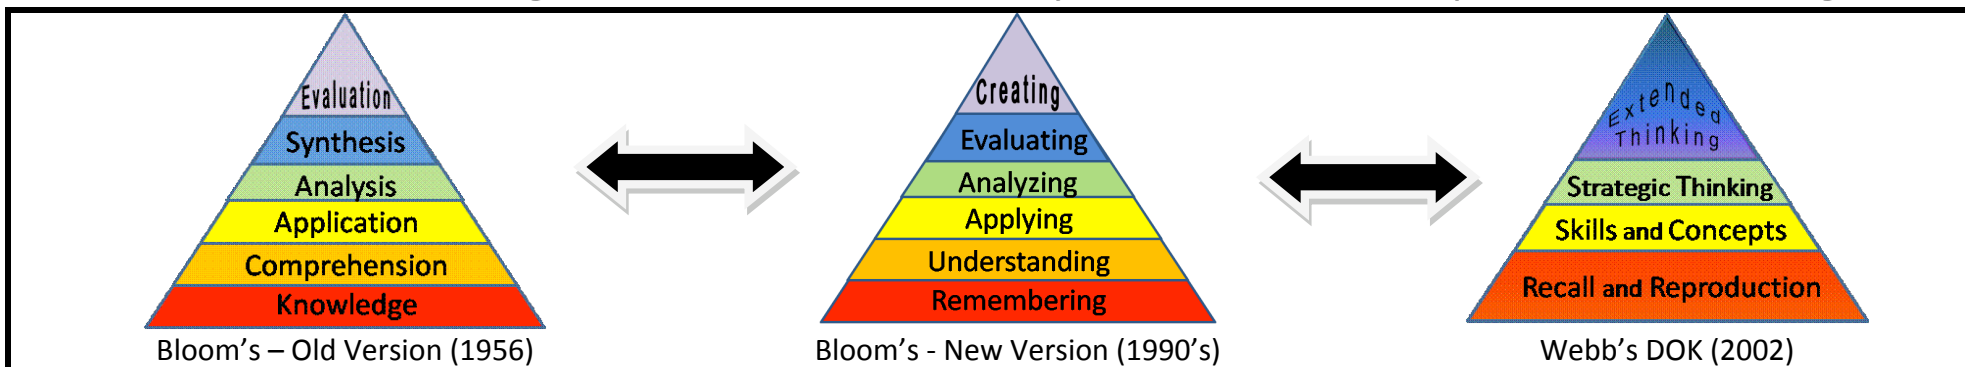 Evaluation
Synthesis
Analysis
Application
Comprehension
Knowledge
Bloom's – Old Version (1956)
Creating
Evaluating
Analyzing
Applying
Understanding
Remembering
Bloom's - New Version (1990's)
Extended
Thinking
Strategic Thinking
Skills and Concepts
Recall and Reproduction
Webb's DOK (2002)